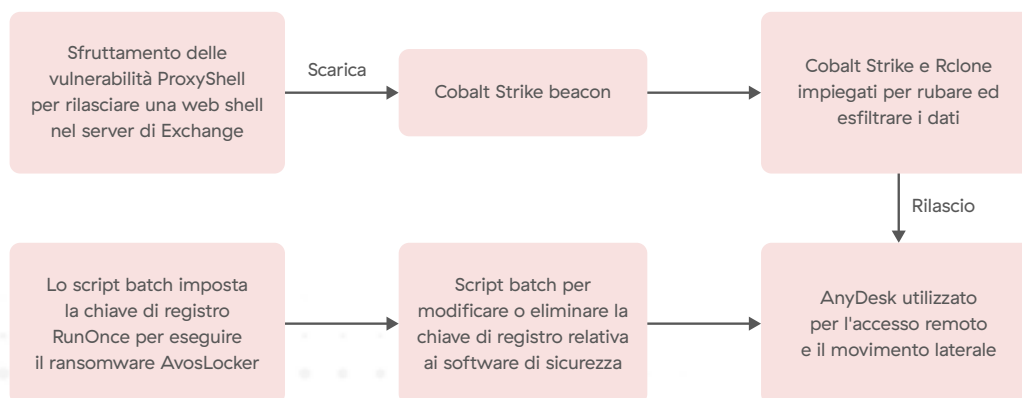 Sfruttamento delle
vulnerabilità ProxyShell
per rilasciare una web shell
nel server di Exchange
Scarica
Cobalt Strike beacon
Cobalt Strike e Rclone
impiegati per rubare ed
esfiltrare i dati
Rilascio
Lo script batch imposta
la chiave di registro
RunOnce per eseguire
il ransomware AvosLocker
Script batch per
modificare o eliminare la
chiave di registro relativa
ai software di sicurezza
AnyDesk utilizzato
per l'accesso remoto
e il movimento laterale